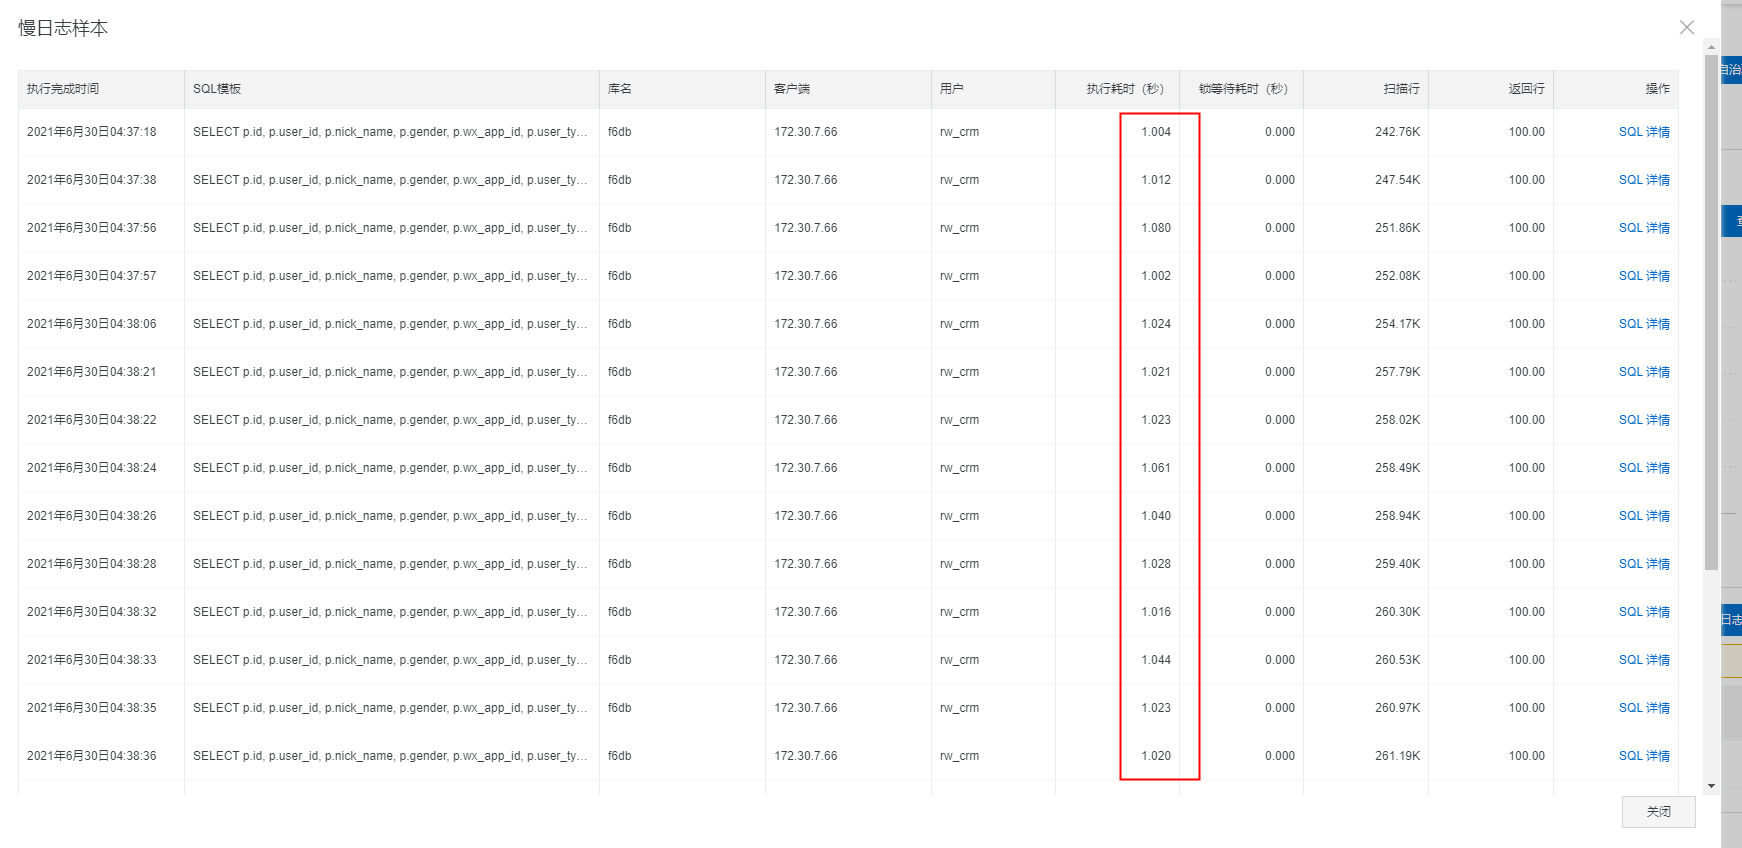 慢日志样本
执行完成时间 SQL模板 库名 客户端 用户 执行耗时（秒） 锁等待耗时（秒） 扫描行 返回行 操作
2021年6月30日04:37:18 SELECT p.id, p.user_id, p.nick_name, p.gender, p.wx_app_id, p.user_ty... f6db 172.30.7.66 rw_crm 1.004 0.000 242.76K 100.00 SQL 详情
2021年6月30日04:37:38 SELECT p.id, p.user_id, p.nick_name, p.gender, p.wx_app_id, p.user_ty... f6db 172.30.7.66 rw_crm 1.012 0.000 247.54K 100.00 SQL 详情
2021年6月30日04:37:56 SELECT p.id, p.user_id, p.nick_name, p.gender, p.wx_app_id, p.user_ty... f6db 172.30.7.66 rw_crm 1.080 0.000 251.86K 100.00 SQL 详情
2021年6月30日04:37:57 SELECT p.id, p.user_id, p.nick_name, p.gender, p.wx_app_id, p.user_ty... f6db 172.30.7.66 rw_crm 1.002 0.000 252.08K 100.00 SQL 详情
2021年6月30日04:38:06 SELECT p.id, p.user_id, p.nick_name, p.gender, p.wx_app_id, p.user_ty... f6db 172.30.7.66 rw_crm 1.024 0.000 254.17K 100.00 SQL 详情
2021年6月30日04:38:21 SELECT p.id, p.user_id, p.nick_name, p.gender, p.wx_app_id, p.user_ty... f6db 172.30.7.66 rw_crm 1.021 0.000 257.79K 100.00 SQL 详情
2021年6月30日04:38:22 SELECT p.id, p.user_id, p.nick_name, p.gender, p.wx_app_id, p.user_ty... f6db 172.30.7.66 rw_crm 1.023 0.000 258.02K 100.00 SQL 详情
2021年6月30日04:38:24 SELECT p.id, p.user_id, p.nick_name, p.gender, p.wx_app_id, p.user_ty... f6db 172.30.7.66 rw_crm 1.061 0.000 258.49K 100.00 SQL 详情
2021年6月30日04:38:26 SELECT p.id, p.user_id, p.nick_name, p.gender, p.wx_app_id, p.user_ty... f6db 172.30.7.66 rw_crm 1.040 0.000 258.94K 100.00 SQL 详情
2021年6月30日04:38:28 SELECT p.id, p.user_id, p.nick_name, p.gender, p.wx_app_id, p.user_ty... f6db 172.30.7.66 rw_crm 1.028 0.000 259.40K 100.00 SQL 详情
2021年6月30日04:38:32 SELECT p.id, p.user_id, p.nick_name, p.gender, p.wx_app_id, p.user_ty... f6db 172.30.7.66 rw_crm 1.016 0.000 260.30K 100.00 SQL 详情
2021年6月30日04:38:33 SELECT p.id, p.user_id, p.nick_name, p.gender, p.wx_app_id, p.user_ty... f6db 172.30.7.66 rw_crm 1.044 0.000 260.53K 100.00 SQL 详情
2021年6月30日04:38:35 SELECT p.id, p.user_id, p.nick_name, p.gender, p.wx_app_id, p.user_ty... f6db 172.30.7.66 rw_crm 1.023 0.000 260.97K 100.00 SQL 详情
2021年6月30日04:38:36 SELECT p.id, p.user_id, p.nick_name, p.gender, p.wx_app_id, p.user_ty... f6db 172.30.7.66 rw_crm 1.020 0.000 261.19K 100.00 SQL 详情
关闭
自治
日志